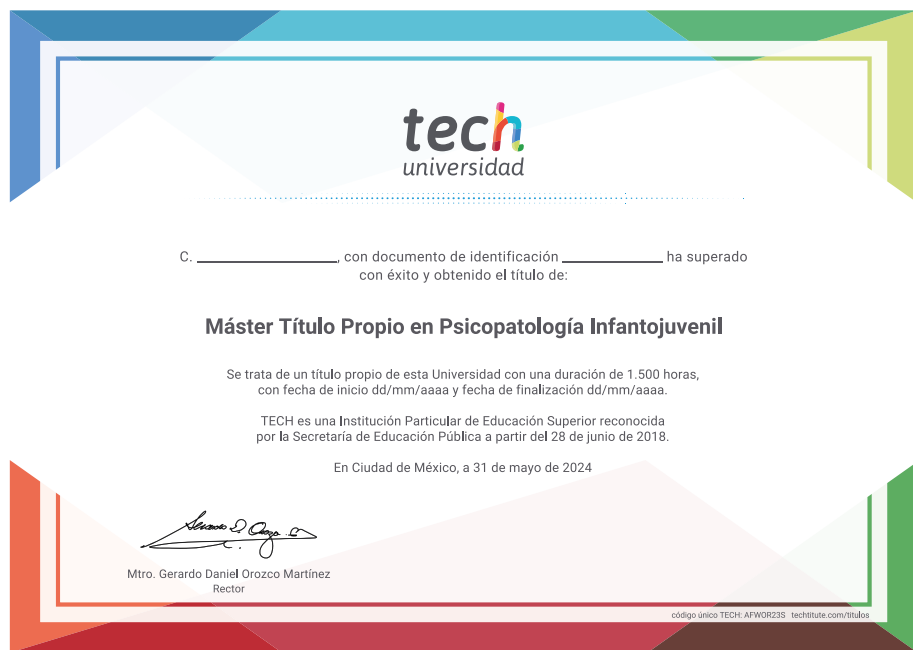 tech
universidad
C. ____________, con documento de identificación ____________ ha superado
con éxito y obtenido el título de:
Máster Título Propio en Psicopatología Infantojuvenil
Se trata de un título propio de esta Universidad con una duración de 1.500 horas,
con fecha de inicio dd/mm/aaaa y fecha de finalización dd/mm/aaaa.
TECH es una Institución Particular de Educación Superior reconocida
por la Secretaría de Educación Pública a partir del 28 de junio de 2018.
En Ciudad de México, a 31 de mayo de 2024
Mtro. Gerardo Daniel Orozco Martínez
Rector
código único TECH: AFWOR23S techtitute.com/titulos